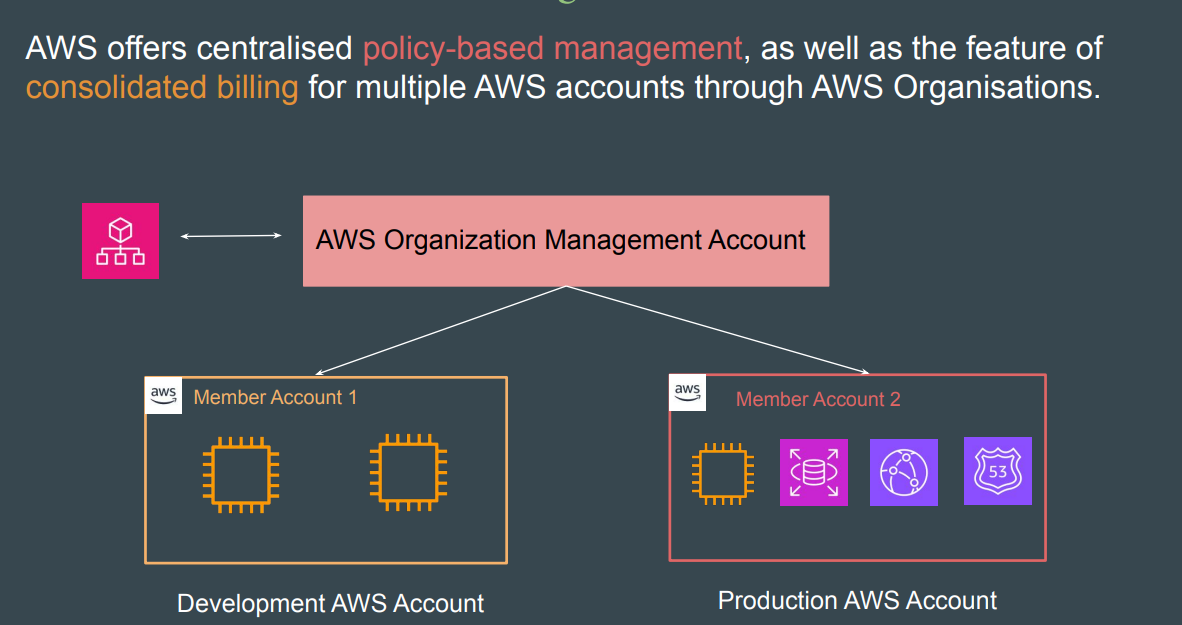 AWS offers centralised policy-based management, as well as the feature of
consolidated billing for multiple AWS accounts through AWS Organisations.
AWS Organization Management Account
aws
Member Account 1
aws
Member Account 2
53
Development AWS Account
Production AWS Account